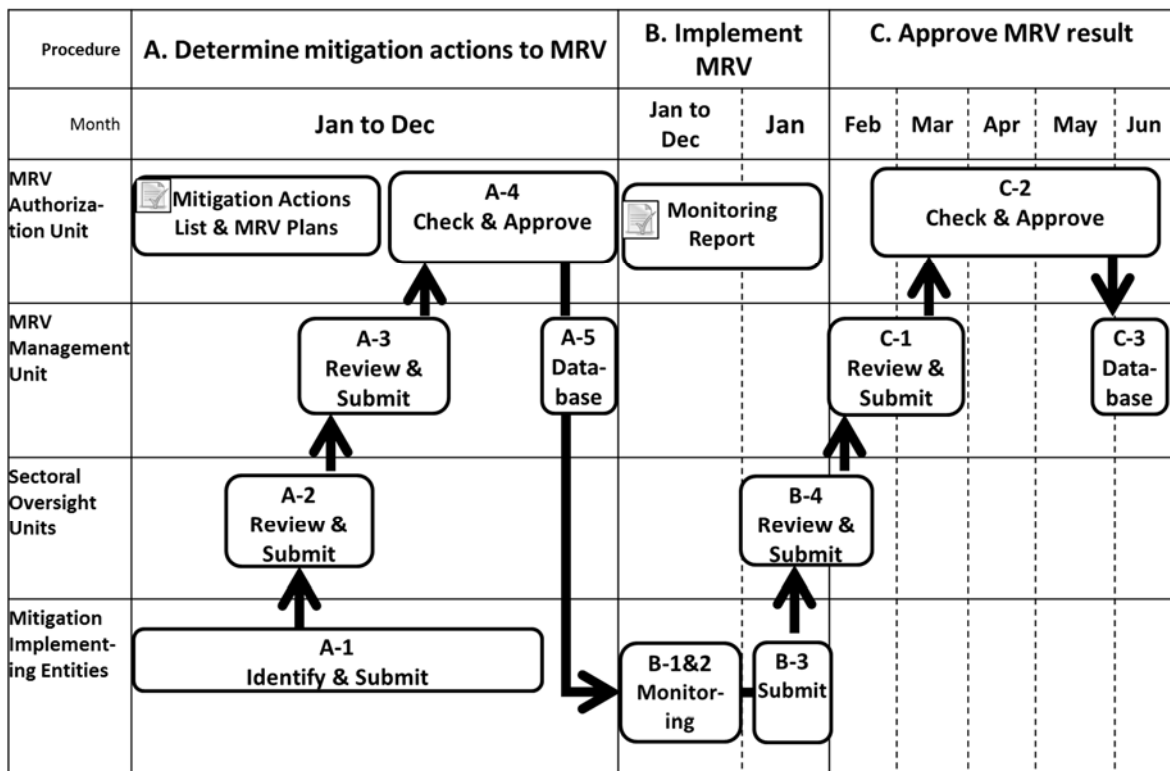 Procedure
A. Determine mitigation actions to MRV
B. Implement
MRV
C. Approve MRV result
Month
Jan to Dec
Jan to
Dec
Jan
Feb
Mar
Apr
May
Jun
MRV
Authoriza-
tion Unit
Mitigation Actions
List & MRV Plans
A-4
Check & Approve
Monitoring
Report
C-2
Check & Approve
MRV
Management
Unit
A-3
Review &
Submit
A-5
Data-
base
C-1
Review &
Submit
C-3
Data-
base
Sectoral
Oversight
Units
A-2
Review &
Submit
B-4
Review &
Submit
Mitigation
Implement-
ing Entities
A-1
Identify & Submit
B-1&2
Monitor-
ing
B-3
Submit